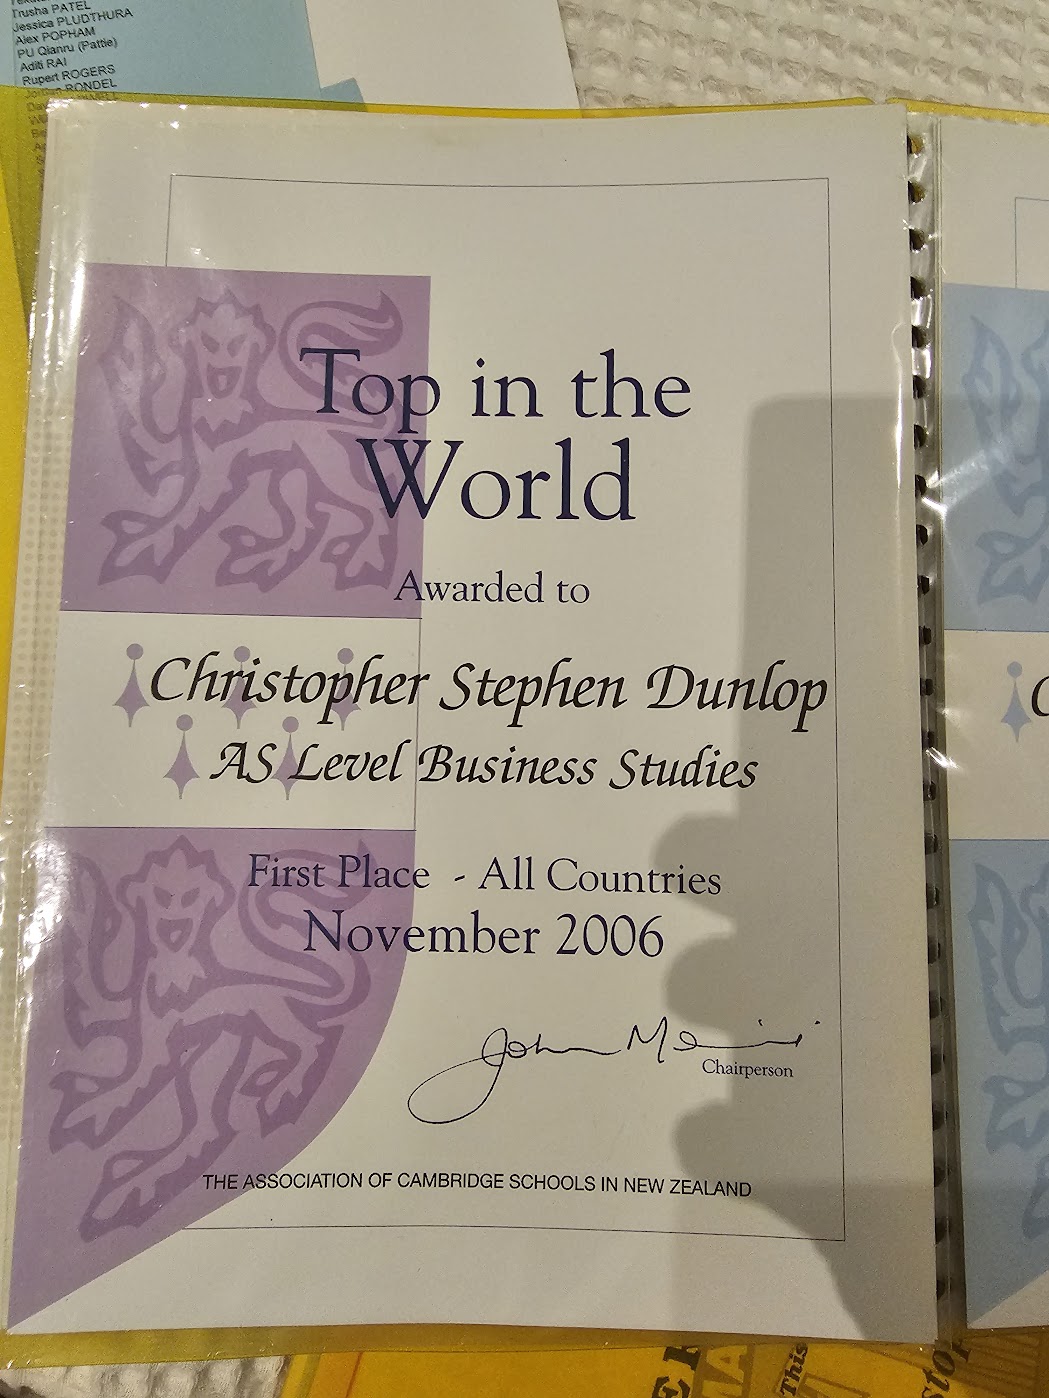 Trusha PATEL
Jessica PLUDTHURA
Alex POPHAM
PU Qianru (Pattie)
Aditi RAI
Rupert ROGERS
RONDEL
Top in the
World
Awarded to
Christopher Stephen Dunlop
AS Level Business Studies
First Place - All Countries
November 2006
John
Chairperson
THE ASSOCIATION OF CAMBRIDGE SCHOOLS IN NEW ZEALAND
This